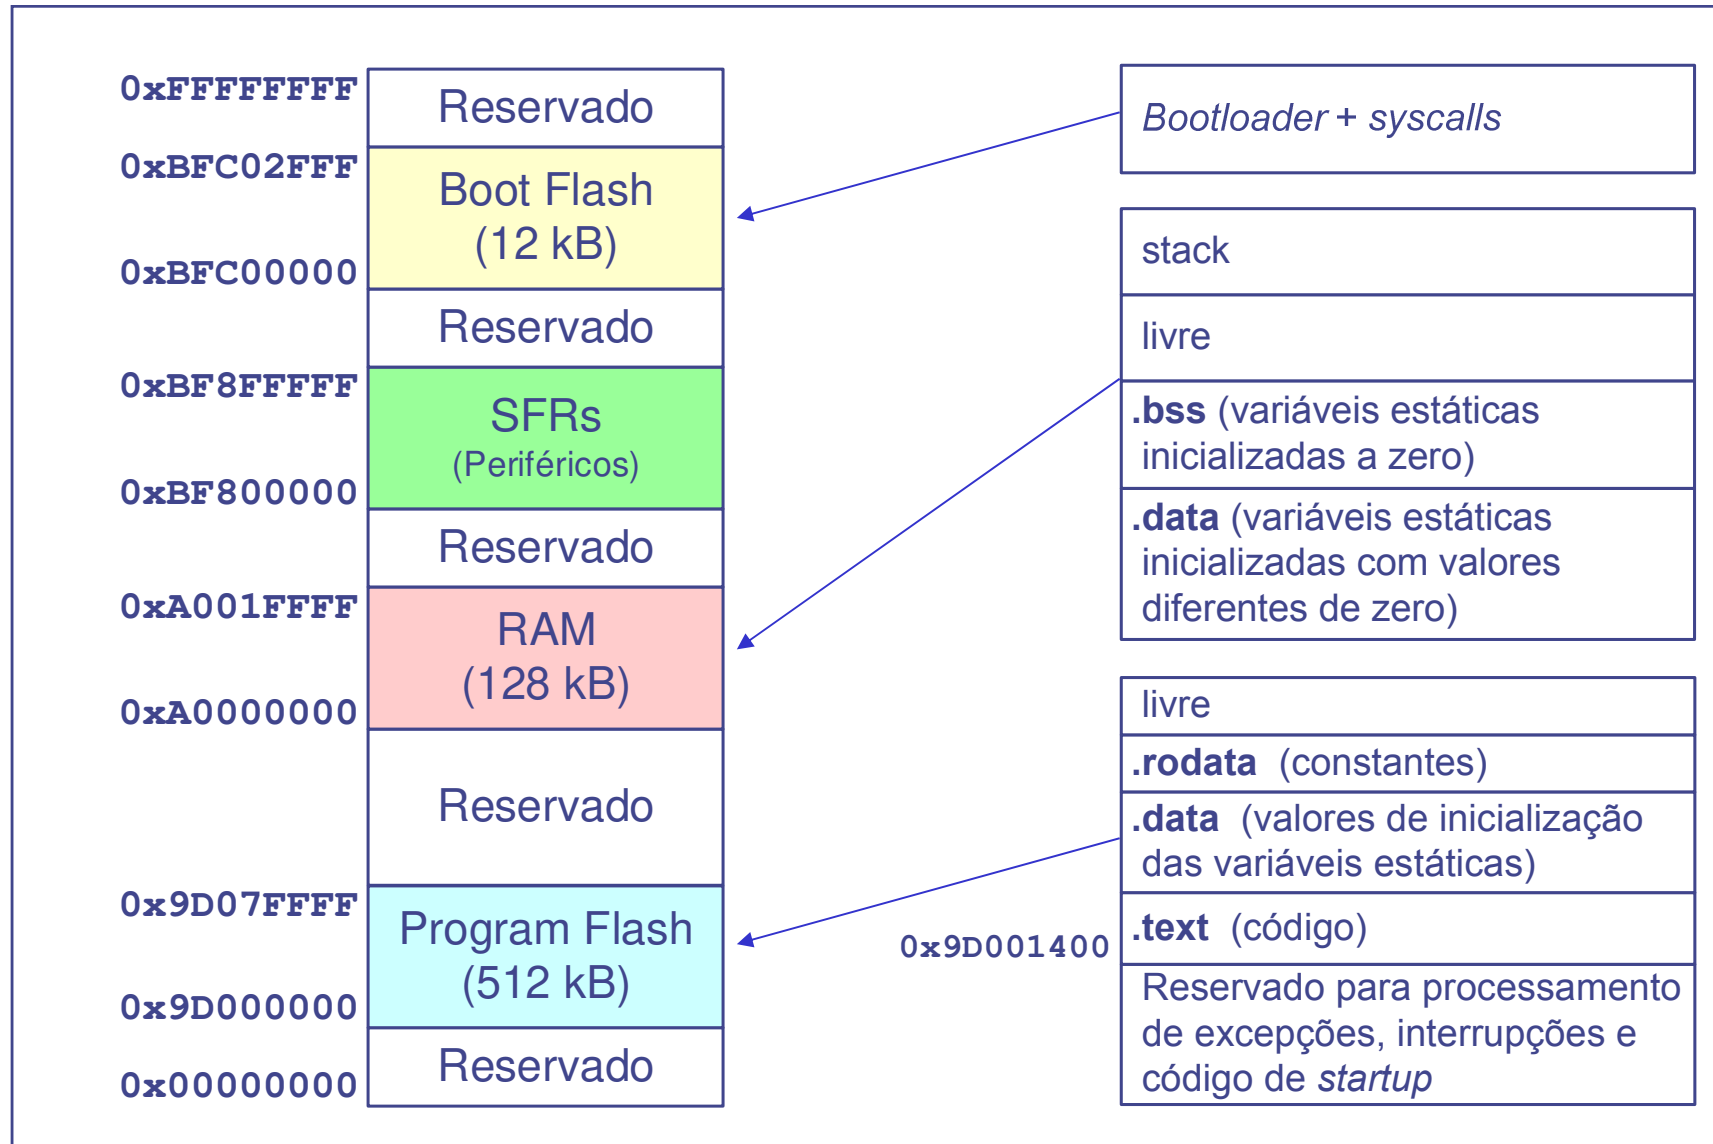 0xFFFFFFFF
Reservado
0xBFC02FFF
Boot Flash
(12 kB)
0xBFC00000
Reservado
0xBF8FFFFF
SFRs
(Periféricos)
0xBF800000
Reservado
0xA001FFFF
RAM
(128 kB)
0xA0000000
Reservado
0x9D07FFFF
Program Flash
(512 kB)
0x9D000000
Reservado
0x00000000
Bootloader + syscalls
stack
livre
.bss (variáveis estáticas
inicializadas a zero)
.data (variáveis estáticas
inicializadas com valores
diferentes de zero)
livre
.rodata (constantes)
.data (valores de inicialização
das variáveis estáticas)
0x9D001400
.text (código)
Reservado para processamento
de excepções, interrupções e
código de startup